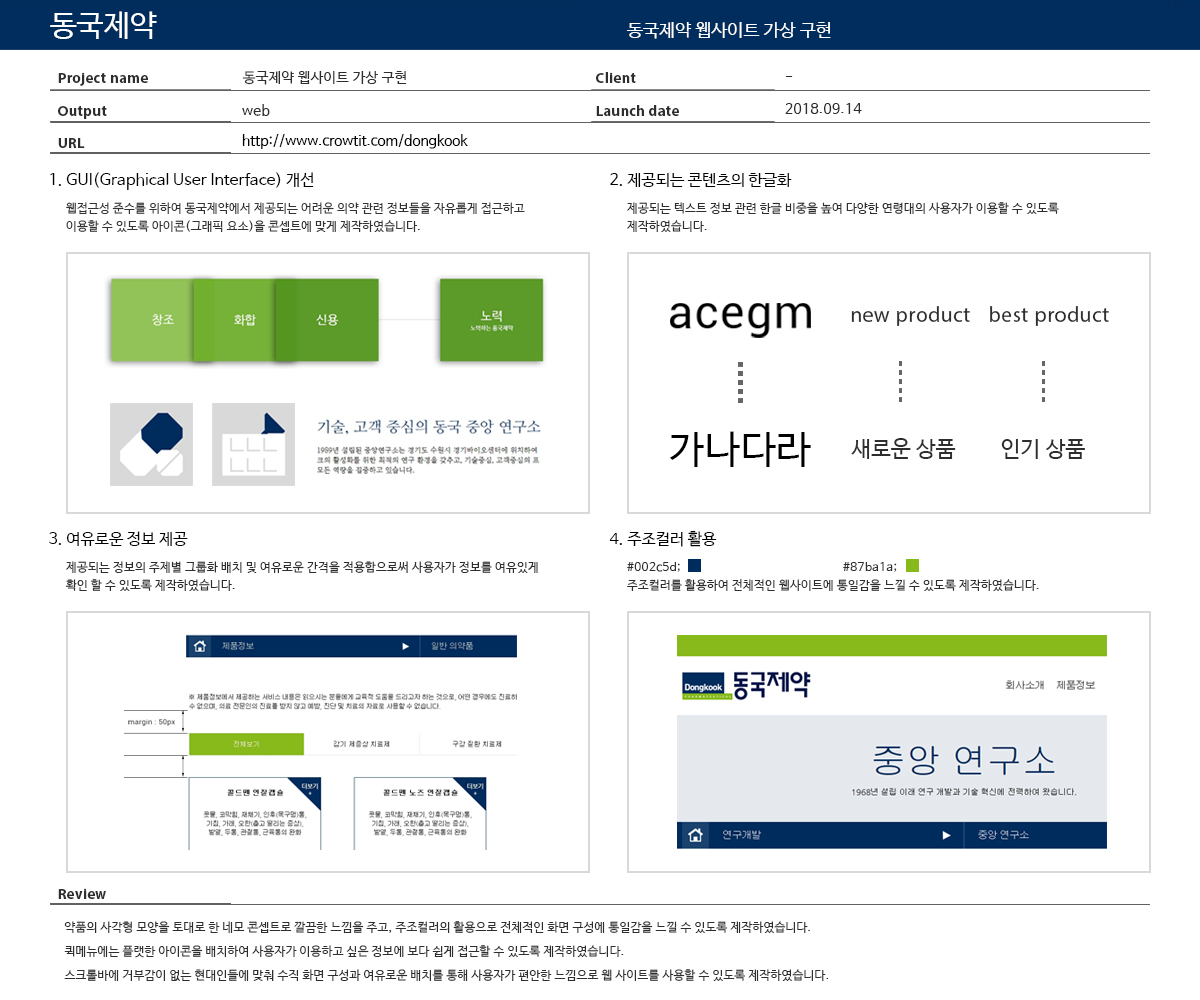 동국제약
동국제약 웹사이트 가상 구현
Project name 동국제약 웹사이트 가상 구현 Client -
Output web Launch date 2018.09.14
URL http://www.crowtit.com/dongkook
1. GUI(Graphical User Interface) 개선
웹접근성 준수를 위하여 동국제약에서 제공되는 어려운 의약 관련 정보들을 자유롭게 접근하고
이용할 수 있도록 아이콘(그래픽 요소)을 콘셉트에 맞게 제작하였습니다.
창조 화합 신용 노력
노력하는 동국제약
기술, 고객 중심의 동국 중앙 연구소
1989년 설립된 중앙연구소는 경기도 수원시 경기바이오센터에 위치하여
크의 활성화를 위한 최적의 연구 환경을 갖추고, 기술중심, 고객중심의 프
모든 역량을 집중하고 있습니다.
2. 제공되는 콘텐츠의 한글화
제공되는 텍스트 정보 관련 한글 비중을 높여 다양한 연령대의 사용자가 이용할 수 있도록
제작하였습니다.
acegm new product best product
가나다라 새로운 상품 인기 상품
3. 여유로운 정보 제공
제공되는 정보의 주제별 그룹화 배치 및 여유로운 간격을 적용함으로써 사용자가 정보를 여유있게
확인 할 수 있도록 제작하였습니다.
제품정보 ▶ 일반 의약품
※ 제품정보에서 제공하는 서비스 내용은 읽으시는 분들에게 교육적 도움을 드리고자 하는 것으로, 어떤 경우에도 진료하
수 없으며, 의료 전문인의 진료를 받지 않고 예방, 진단 및 치료의 자료로 사용할 수 없습니다.
margin : 50px
전체보기 감기 제증상 치료제 구강 질환 치료제
콜드펜 연질캡슐 더보기 +
콧물, 코막힘, 재채기, 인후(목구멍)통,
기침, 가래, 오한(춥고 떨리는 증상),
발열, 두통, 관절통, 근육통의 완화
콜드펜 노즈 연질캡슐 더보기 +
콧물, 코막힘, 재채기, 인후(목구멍)통,
기침, 가래, 오한(춥고 떨리는 증상),
발열, 두통, 관절통, 근육통의 완화
4. 주조컬러 활용
#002c5d; #87ba1a;
주조컬러를 활용하여 전체적인 웹사이트에 통일감을 느낄 수 있도록 제작하였습니다.
Dongkook 동국제약 회사소개 제품정보
중앙 연구소
1968년 설립 이래 연구 개발과 기술 혁신에 전력하여 왔습니다.
연구개발 ▶ 중앙 연구소
Review
약품의 사각형 모양을 토대로 한 네모 콘셉트로 깔끔한 느낌을 주고, 주조컬러의 활용으로 전체적인 화면 구성에 통일감을 느낄 수 있도록 제작하였습니다.
퀵메뉴에는 플랫한 아이콘을 배치하여 사용자가 이용하고 싶은 정보에 보다 쉽게 접근할 수 있도록 제작하였습니다.
스크롤바에 거부감이 없는 현대인들에 맞춰 수직 화면 구성과 여유로운 배치를 통해 사용자가 편안한 느낌으로 웹 사이트를 사용할 수 있도록 제작하였습니다.